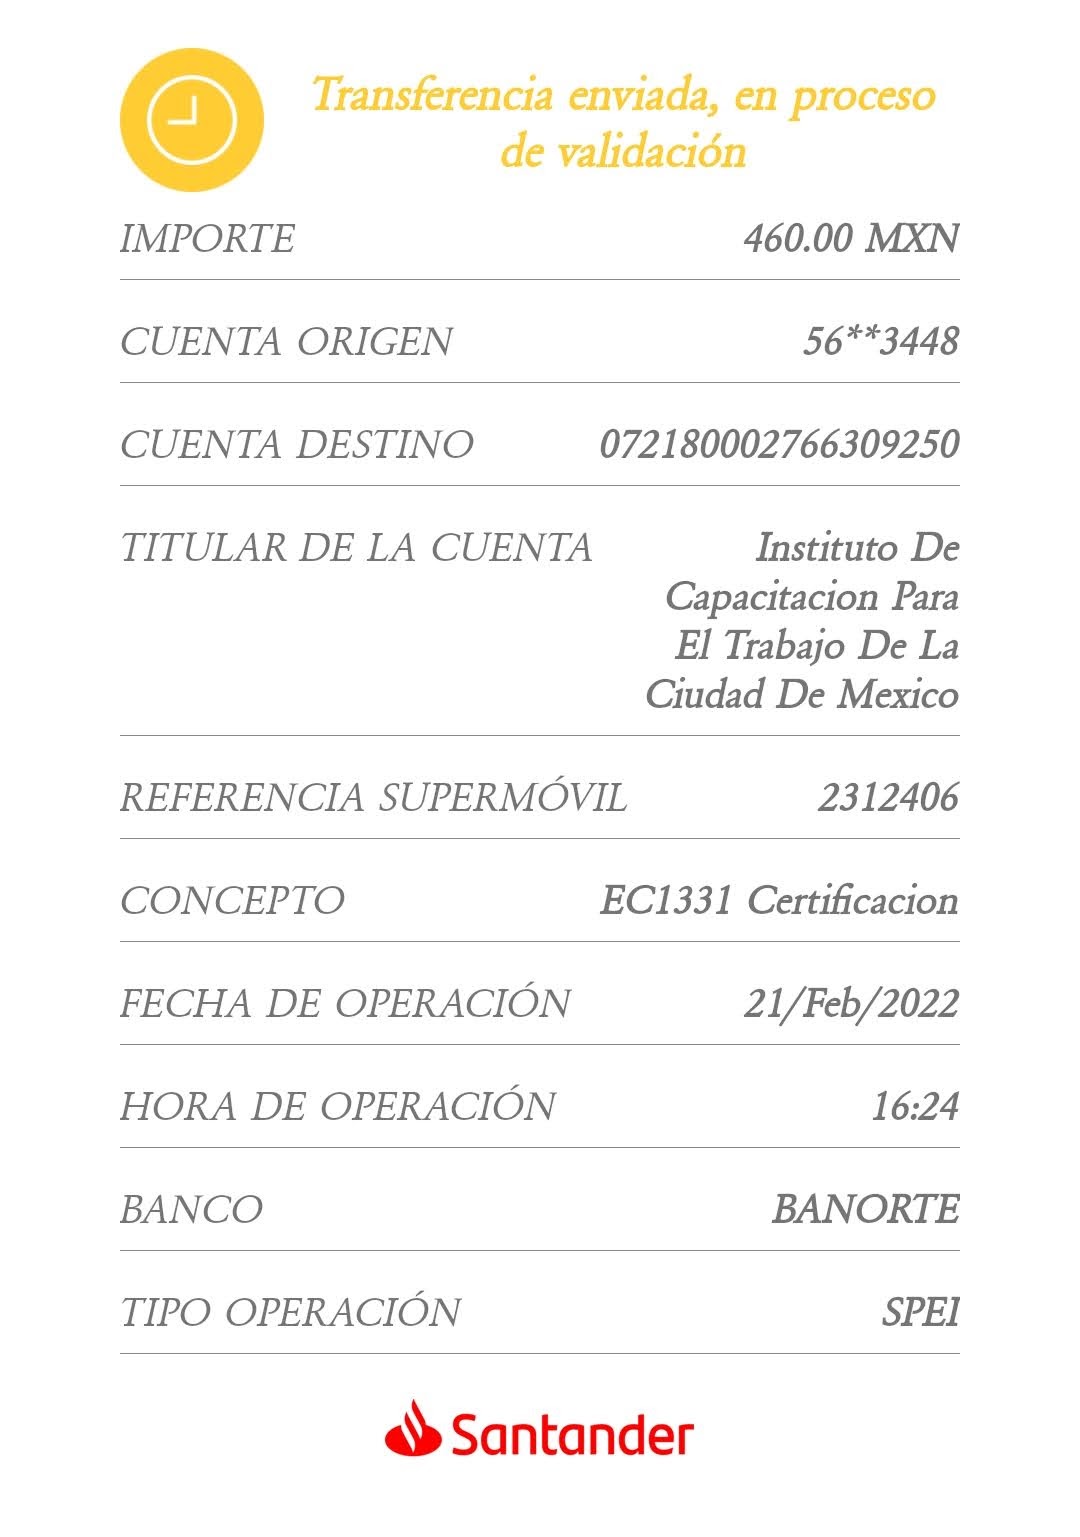 Transferencia enviada, en proceso
de validación
IMPORTE 460.00 MXN
CUENTA ORIGEN 56**3448
CUENTA DESTINO 072180002766309250
TITULAR DE LA CUENTA Instituto De
Capacitacion Para
El Trabajo De La
Ciudad De Mexico
REFERENCIA SUPERMÓVIL 2312406
CONCEPTO EC1331 Certificacion
FECHA DE OPERACIÓN 21/Feb/2022
HORA DE OPERACIÓN 16:24
BANCO BANORTE
TIPO OPERACIÓN SPEI
Santander